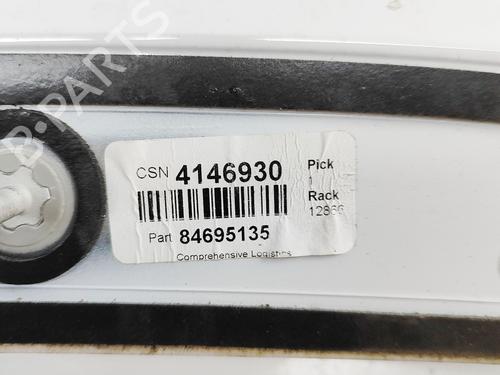 B-PARTS
CSN 4146930
Pick
1
Rack
12866
Part 84695135
Comprehensive Logistics